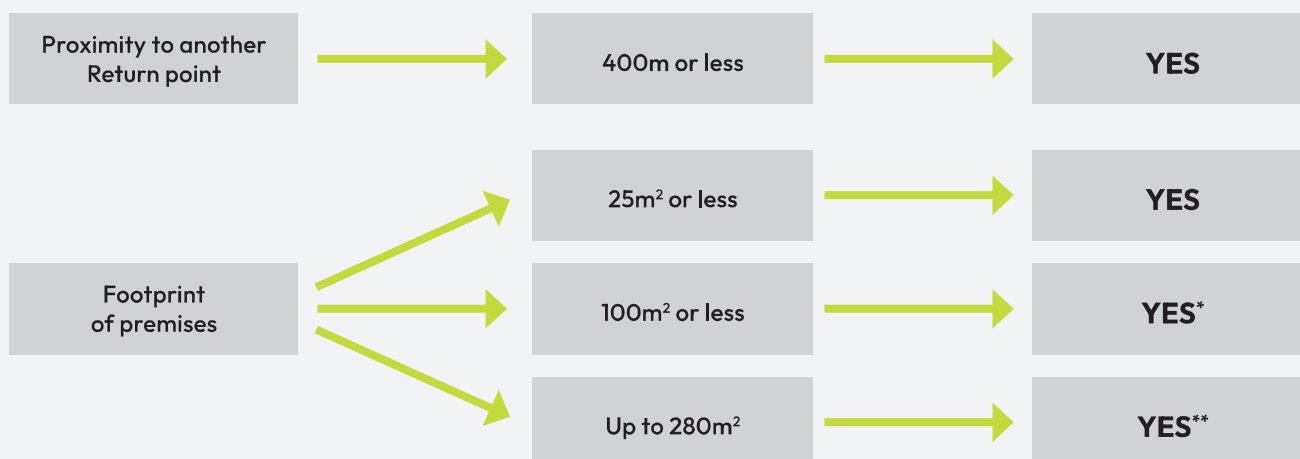 Proximity to another
Return point
400m or less
YES
25m² or less
YES
Footprint
of premises
100m² or less
YES*
Up to 280m²
YES**